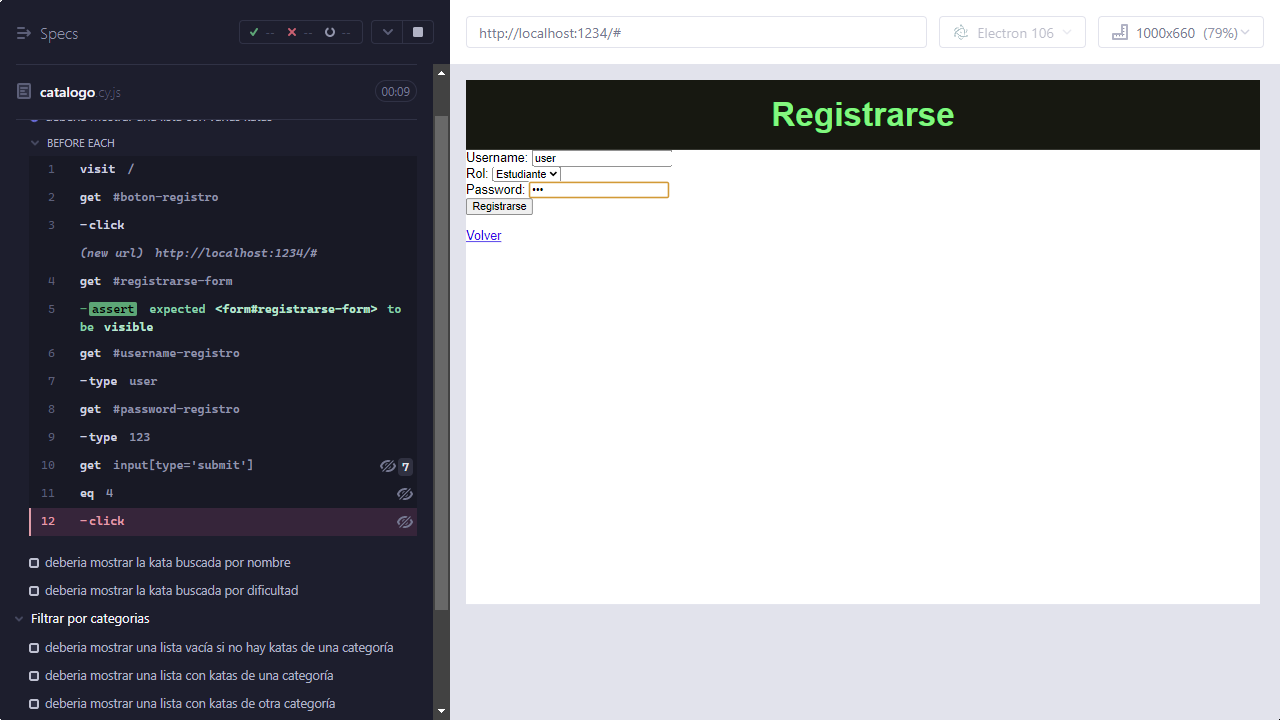 Specs
-- -- --
catalogo cy.js
00:09
deberia mostrar una lista con varias katas
BEFORE EACH
1 visit /
2 get #boton-registro
3 -click
(new url) http://localhost:1234/#
4 get #registrarse-form
5 -assert expected <form#registrarse-form> to
be visible
6 get #username-registro
7 -type user
8 get #password-registro
9 -type 123
10 get input[type='submit'] 7
11 eq 4
12 -click
deberia mostrar la kata buscada por nombre
deberia mostrar la kata buscada por dificultad
Filtrar por categorias
deberia mostrar una lista vacía si no hay katas de una categoría
deberia mostrar una lista con katas de una categoría
deberia mostrar una lista con katas de otra categoría
http://localhost:1234/#
Electron 106
1000x660 (79%)
Registrarse
Username: user
Rol: Estudiante
Password: •••
Registrarse
Volver